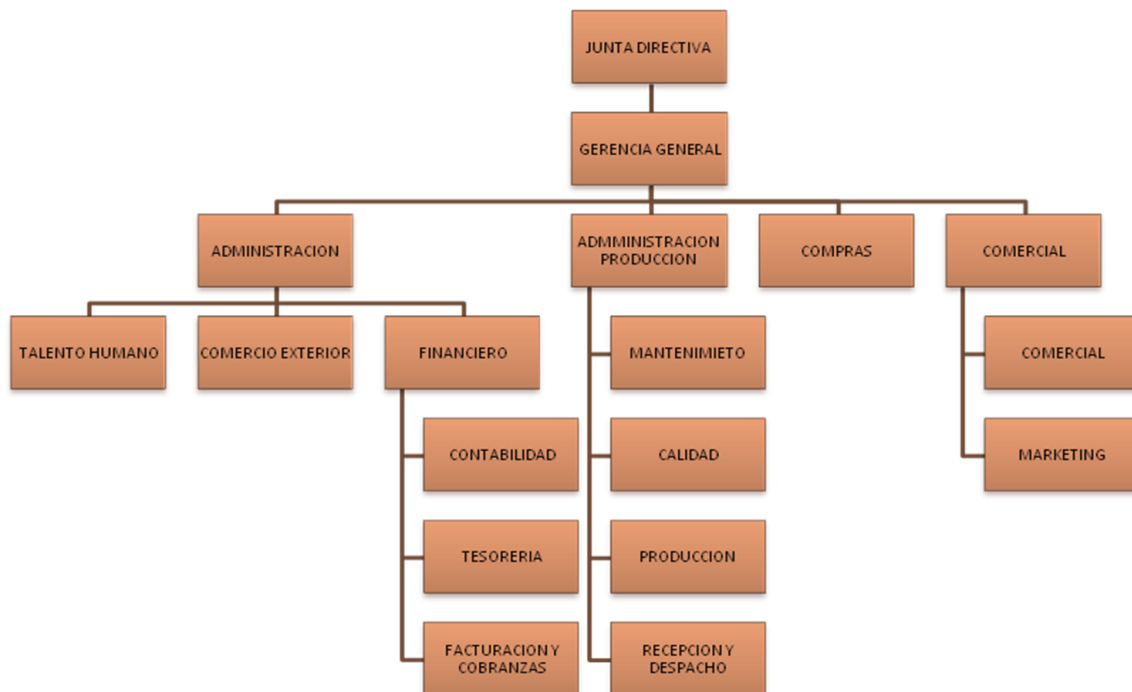 JUNTA DIRECTIVA
GERENCIA GENERAL
ADMINISTRACION
ADMMINISTRACION
PRODUCCION
COMPRAS
COMERCIAL
TALENTO HUMANO
COMERCIO EXTERIOR
FINANCIERO
MANTENIMIETO
COMERCIAL
CONTABILIDAD
CALIDAD
MARKETING
TESORERIA
PRODUCCION
FACTURACION Y
COBRANZAS
RECEPCION Y
DESPACHO